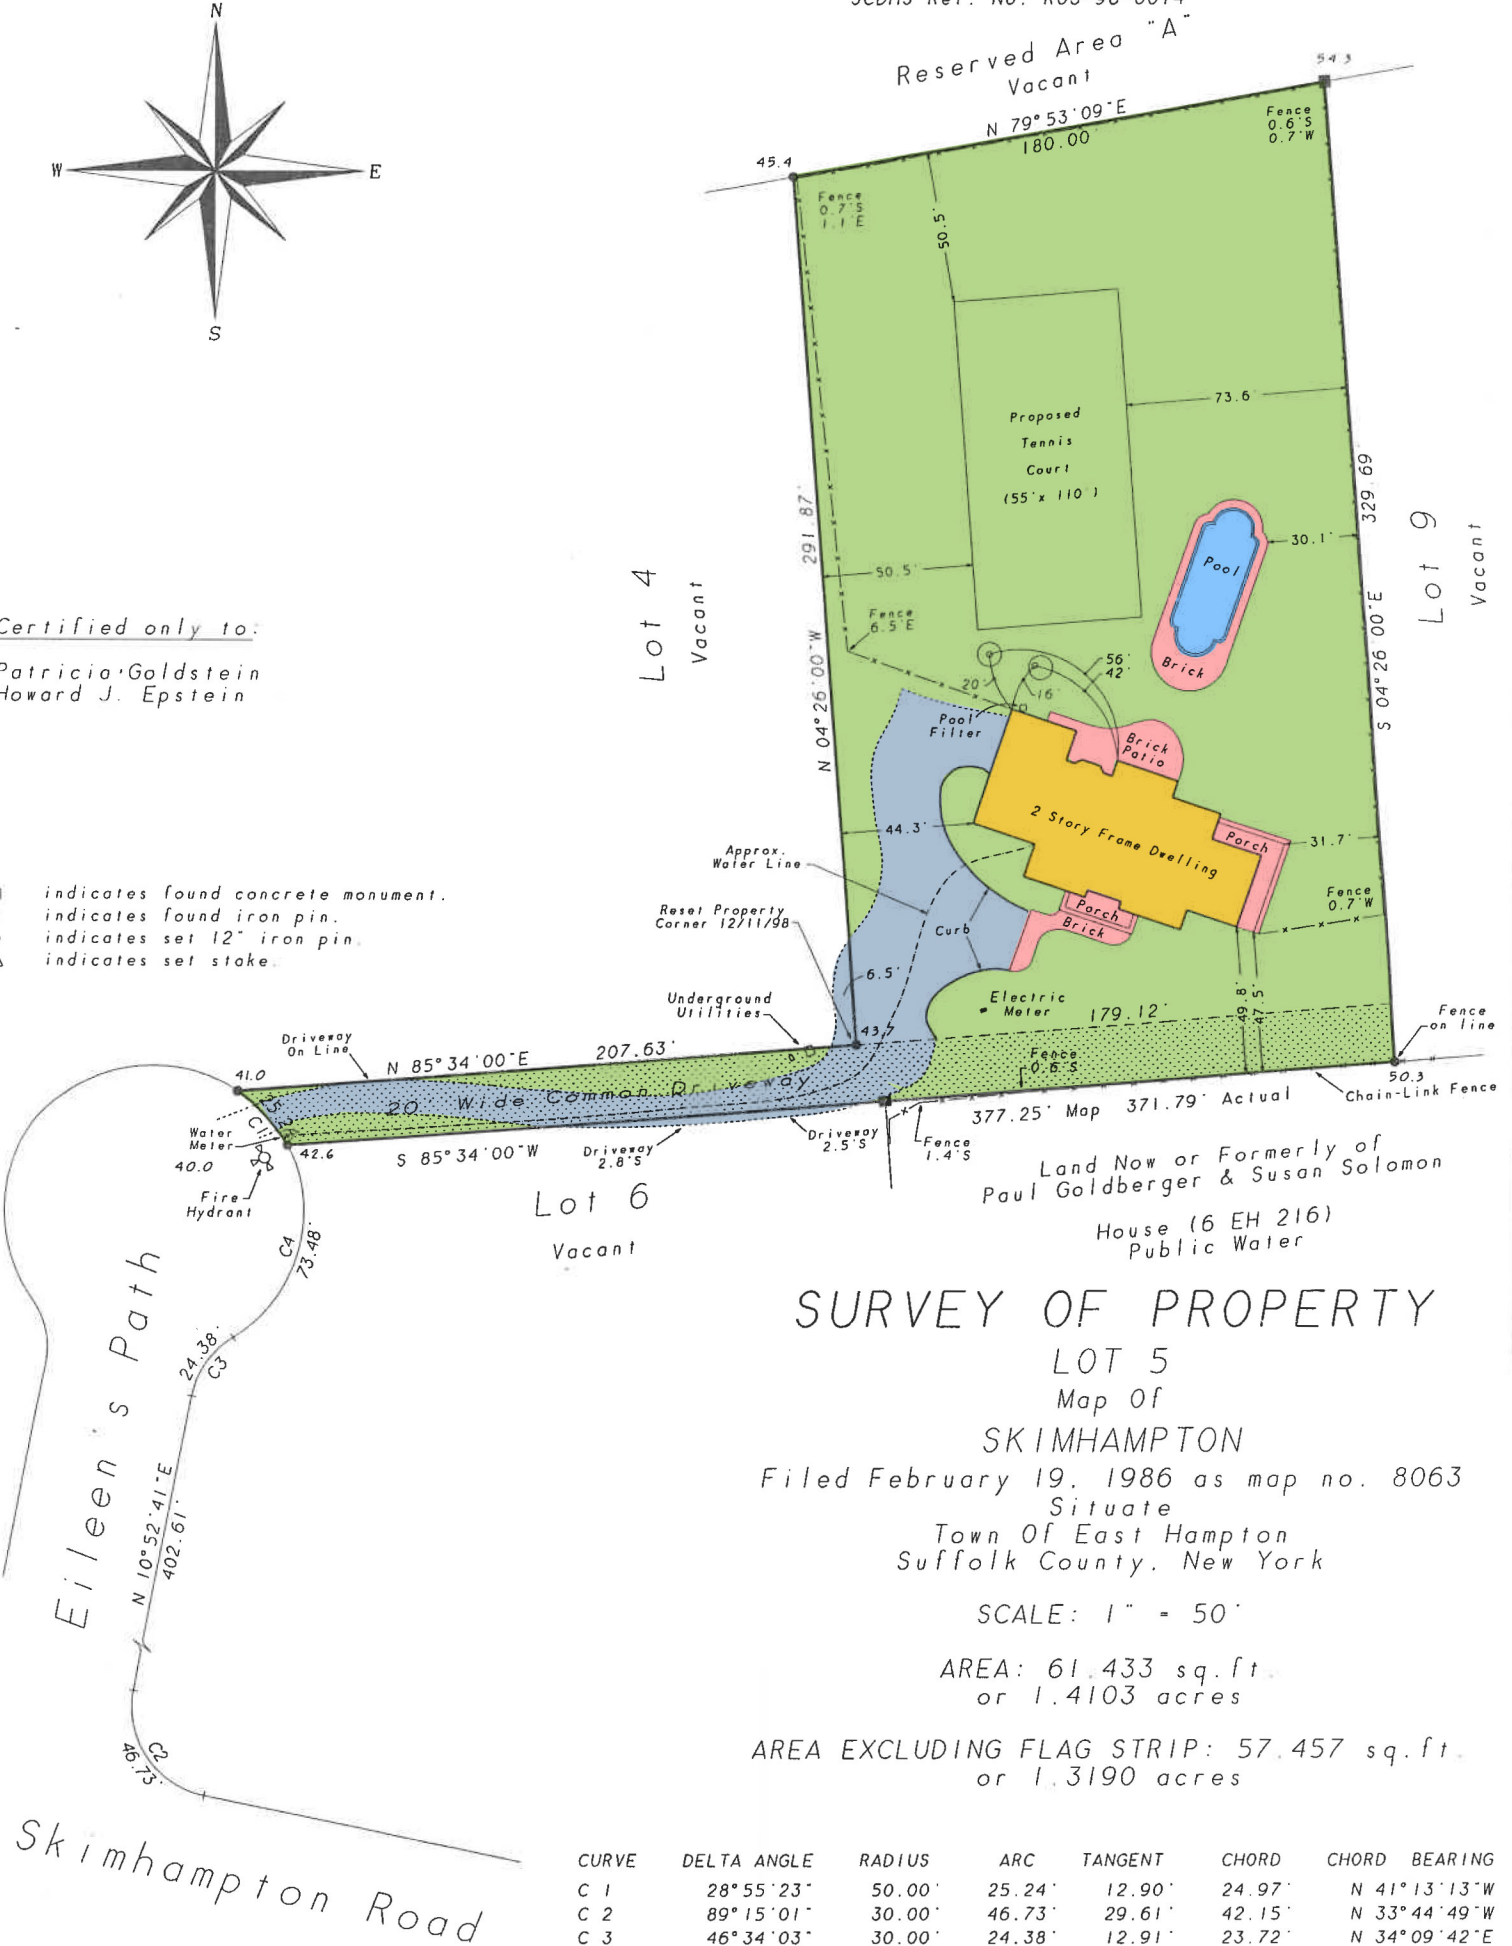 N
W
E
S
Reserved Area "A"
Vacant
54.3
N 79°53'09"E
180.00'
45.4
Fence
0.6'S
0.7'W
Fence
0.7'S
1.1'E
50.5'
Proposed
Tennis
Court
(55'x 110')
73.6'
291.87'
N 04°26'00"W
Lot 4
Vacant
329.69'
S 04°26'00"E
Lot 9
Vacant
50.5'
30.1'
Pool
Brick
Fence
6.5'E
56'
42'
20'
16'
Pool
Filter
Brick
Patio
2 Story Frame Dwelling
Porch
31.7'
44.3'
Fence
0.7'W
Porch
Brick
Curb
Approx.
Water Line
Reset Property
Corner 12/11/98
6.5'
Electric
Meter
49.8'
47.5'
179.12'
Underground
Utilities
43.7
Fence
on line
Fence
0.6'S
50.3
Chain-Link Fence
377.25' Map 371.79' Actual
Certified only to:
Patricia Goldstein
Howard J. Epstein
indicates found concrete monument.
indicates found iron pin.
indicates set 12" iron pin.
indicates set stake.
Driveway
On Line
N 85°34'00"E
207.63'
41.0
20' Wide Common Driveway
C1
Water
Meter
40.0
42.6
Fire
Hydrant
S 85°34'00"W
Driveway
2.8'S
Driveway
2.5'S
Fence
1.4'S
Lot 6
Vacant
Land Now or Formerly of
Paul Goldberger & Susan Solomon
House (6 EH 216)
Public Water
C4
73.48'
24.38'
C3
Eileen's Path
N 10°52'41"E
402.61'
C2
46.73'
Skimhampton Road
SURVEY OF PROPERTY
LOT 5
Map Of
SKIMHAMPTON
Filed February 19, 1986 as map no. 8063
Situate
Town Of East Hampton
Suffolk County, New York
SCALE: 1" = 50'
AREA: 61,433 sq.ft.
or 1.4103 acres
AREA EXCLUDING FLAG STRIP: 57,457 sq.ft.
or 1.3190 acres
CURVE DELTA ANGLE RADIUS ARC TANGENT CHORD CHORD BEARING
C 1 28°55'23" 50.00' 25.24' 12.90' 24.97' N 41°13'13"W
C 2 89°15'01" 30.00' 46.73' 29.61' 42.15' N 33°44'49"W
C 3 46°34'03" 30.00' 24.38' 12.91' 23.72' N 34°09'42"E